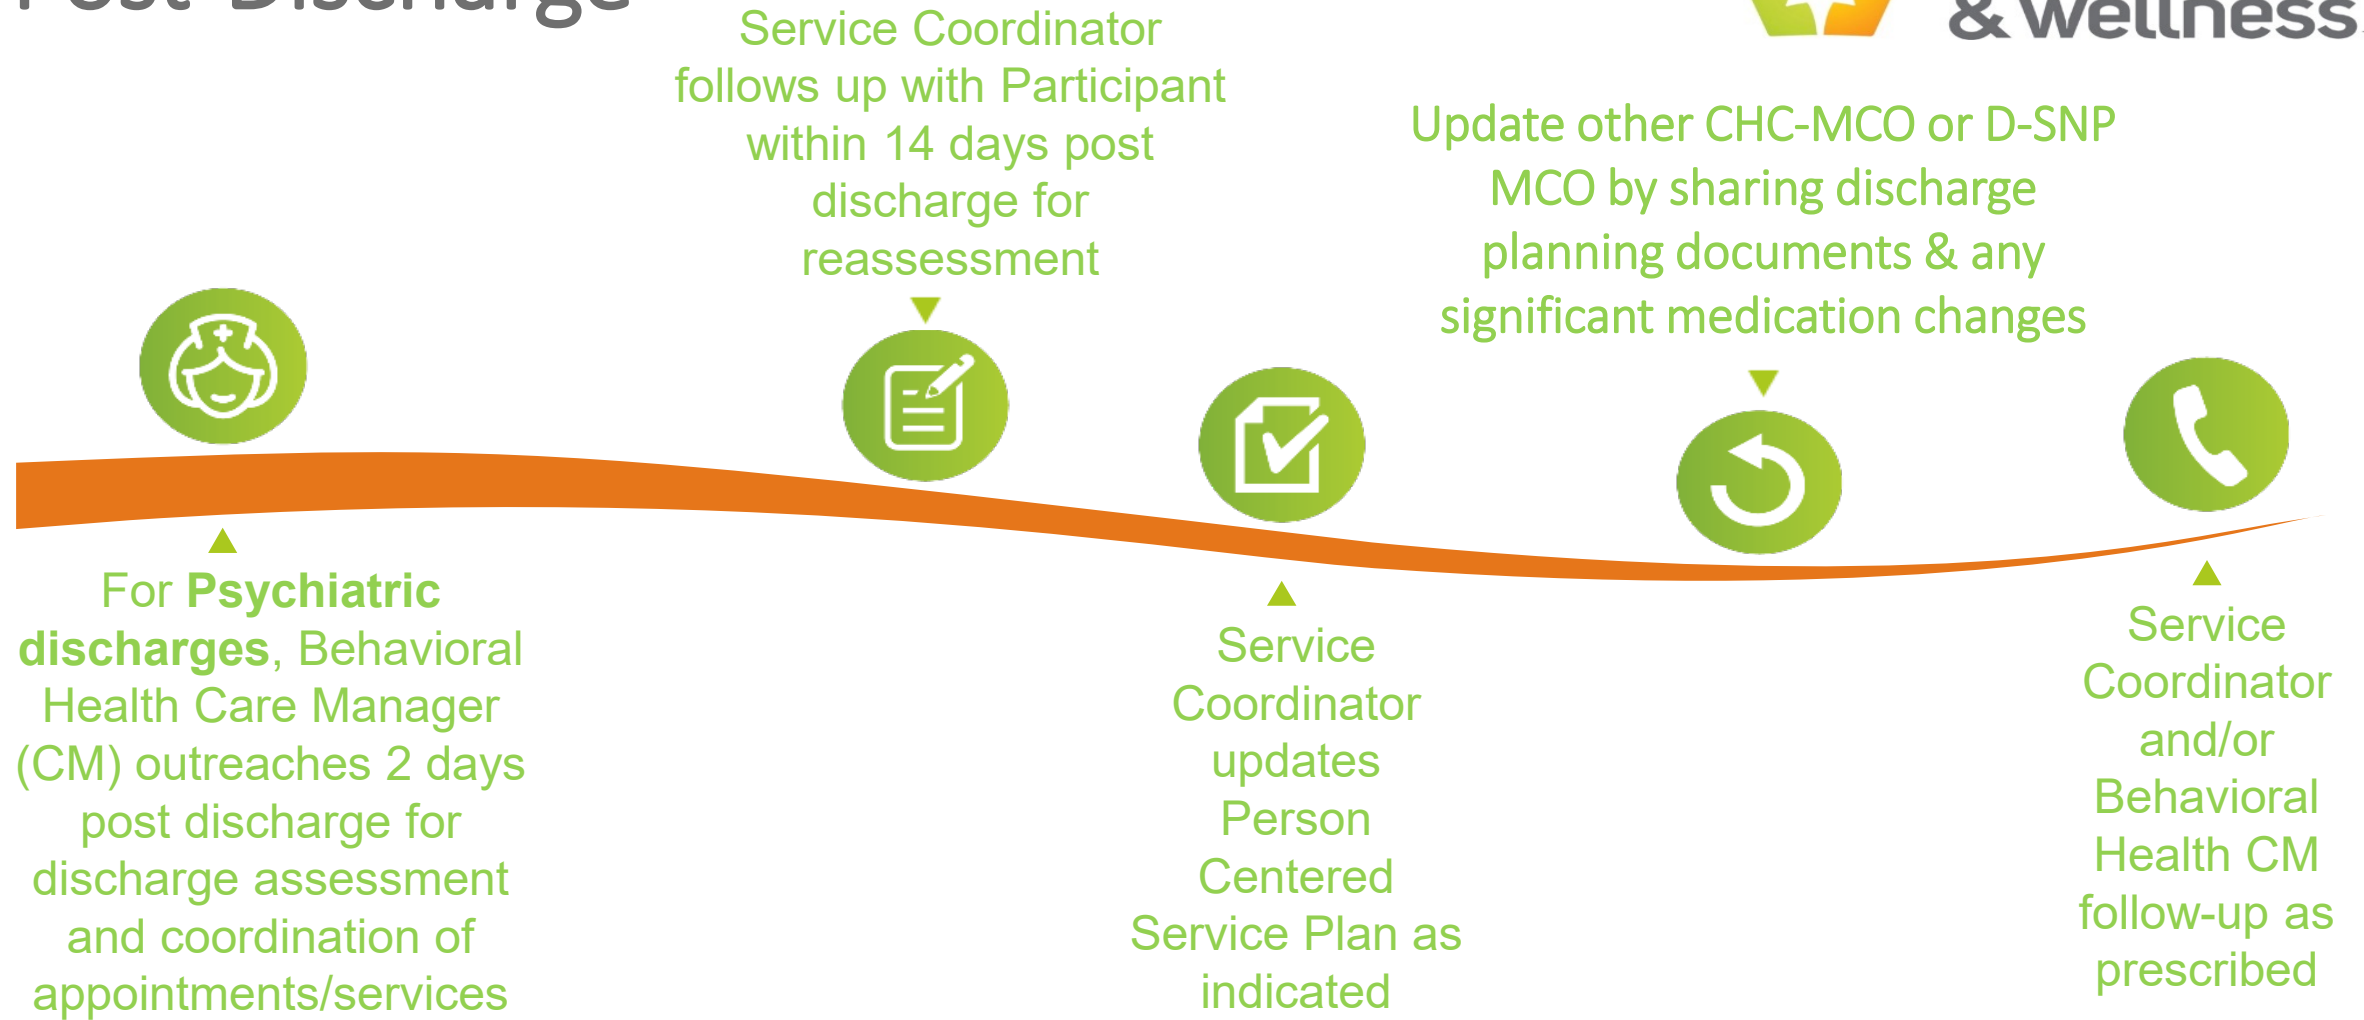 Post-Discharge
& wellness
Service Coordinator
follows up with Participant
within 14 days post
discharge for
reassessment
Update other CHC-MCO or D-SNP
MCO by sharing discharge
planning documents & any
significant medication changes
For Psychiatric
discharges, Behavioral
Health Care Manager
(CM) outreaches 2 days
post discharge for
discharge assessment
and coordination of
appointments/services
Service
Coordinator
updates
Person
Centered
Service Plan as
indicated
Service
Coordinator
and/or
Behavioral
Health CM
follow-up as
prescribed